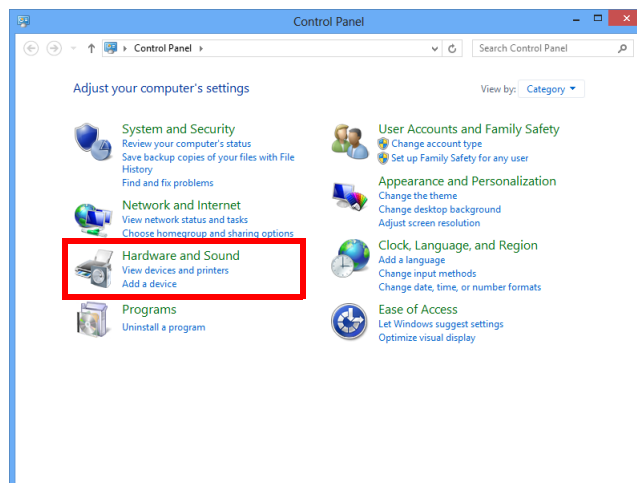 Control Panel
Control Panel
Search Control Panel
Adjust your computer's settings
View by: Category
System and Security
Review your computer's status
Save backup copies of your files with File
History
Find and fix problems
Network and Internet
View network status and tasks
Choose homegroup and sharing options
Hardware and Sound
View devices and printers
Add a device
Programs
Uninstall a program
User Accounts and Family Safety
Change account type
Set up Family Safety for any user
Appearance and Personalization
Change the theme
Change desktop background
Adjust screen resolution
Clock, Language, and Region
Add a language
Change input methods
Change date, time, or number formats
Ease of Access
Let Windows suggest settings
Optimize visual display